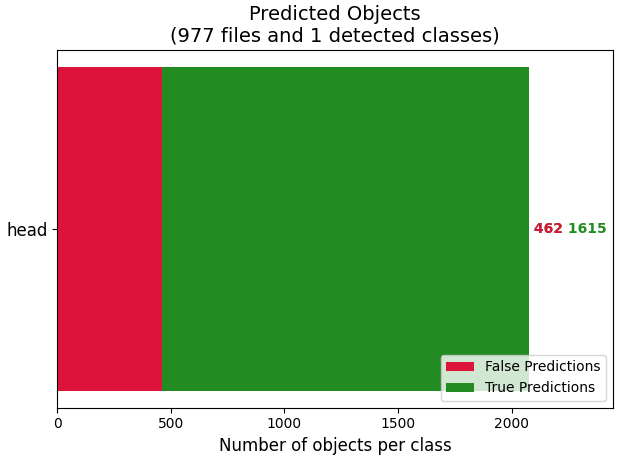 Predicted Objects
(977 files and 1 detected classes)
head
462 1615
False Predictions
True Predictions
0 500 1000 1500 2000
Number of objects per class